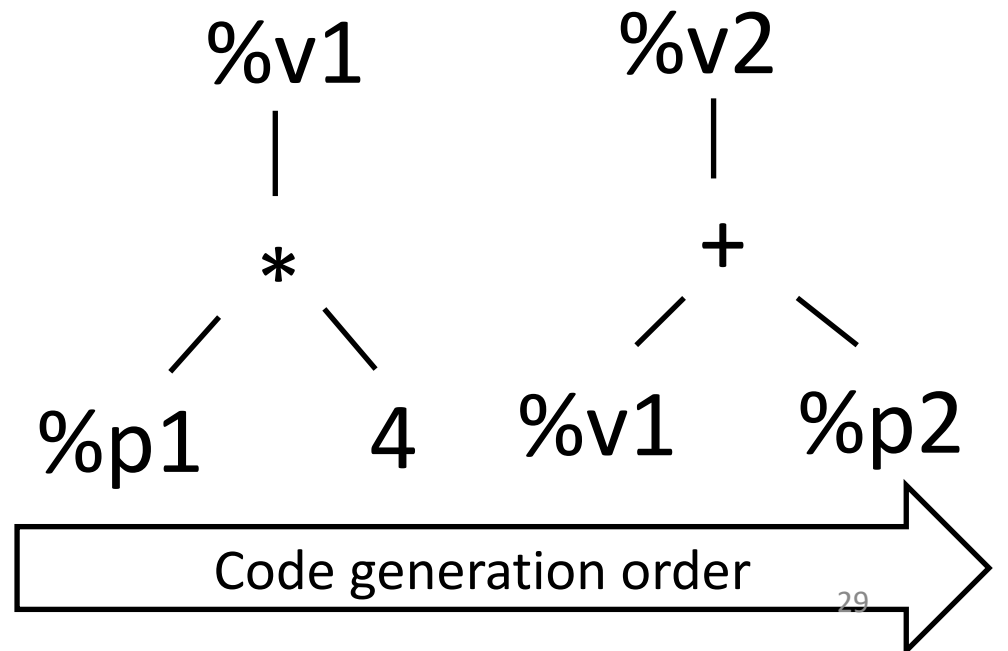 %v1 %v2
* +
%p1 4 %v1 %p2
Code generation order
29